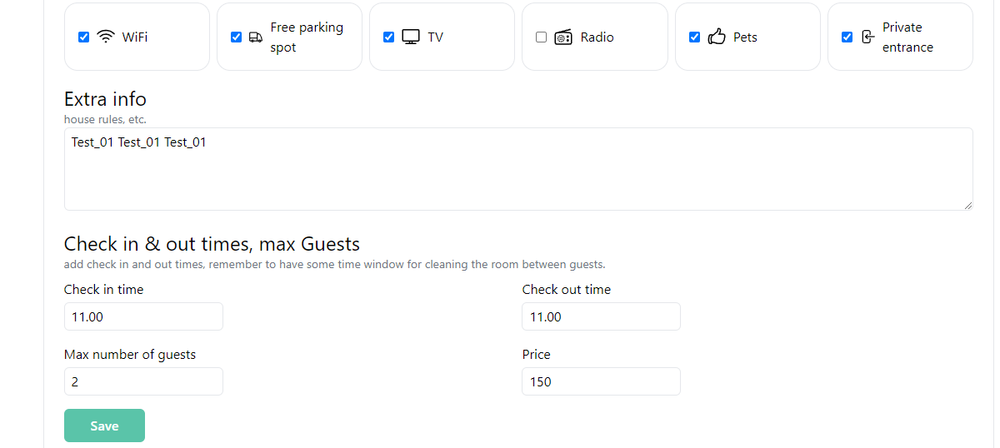 WiFi
Free parking
spot
TV
Radio
Pets
Private
entrance
Extra info
house rules, etc.
Test_01 Test_01 Test_01
Check in & out times, max Guests
add check in and out times, remember to have some time window for cleaning the room between guests.
Check in time
Check out time
11.00
11.00
Max number of guests
Price
2
150
Save